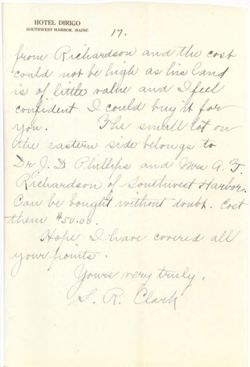 HOTEL DIRIGO
SOUTHWEST HARBOR, MAINE
17.
from Richardson and the cost
could not be high as his land
is of little value and I feel
confident I could buy it for
you. The small lot on
the eastern side belongs to
Dr J. D. Phillips and Mrs A. F.
Richardson of Southwest Harbor.
Can be bought without doubt. Cost
them $50.00.
Hope I have covered all
your points.
Yours very truly.
S. R. Clark